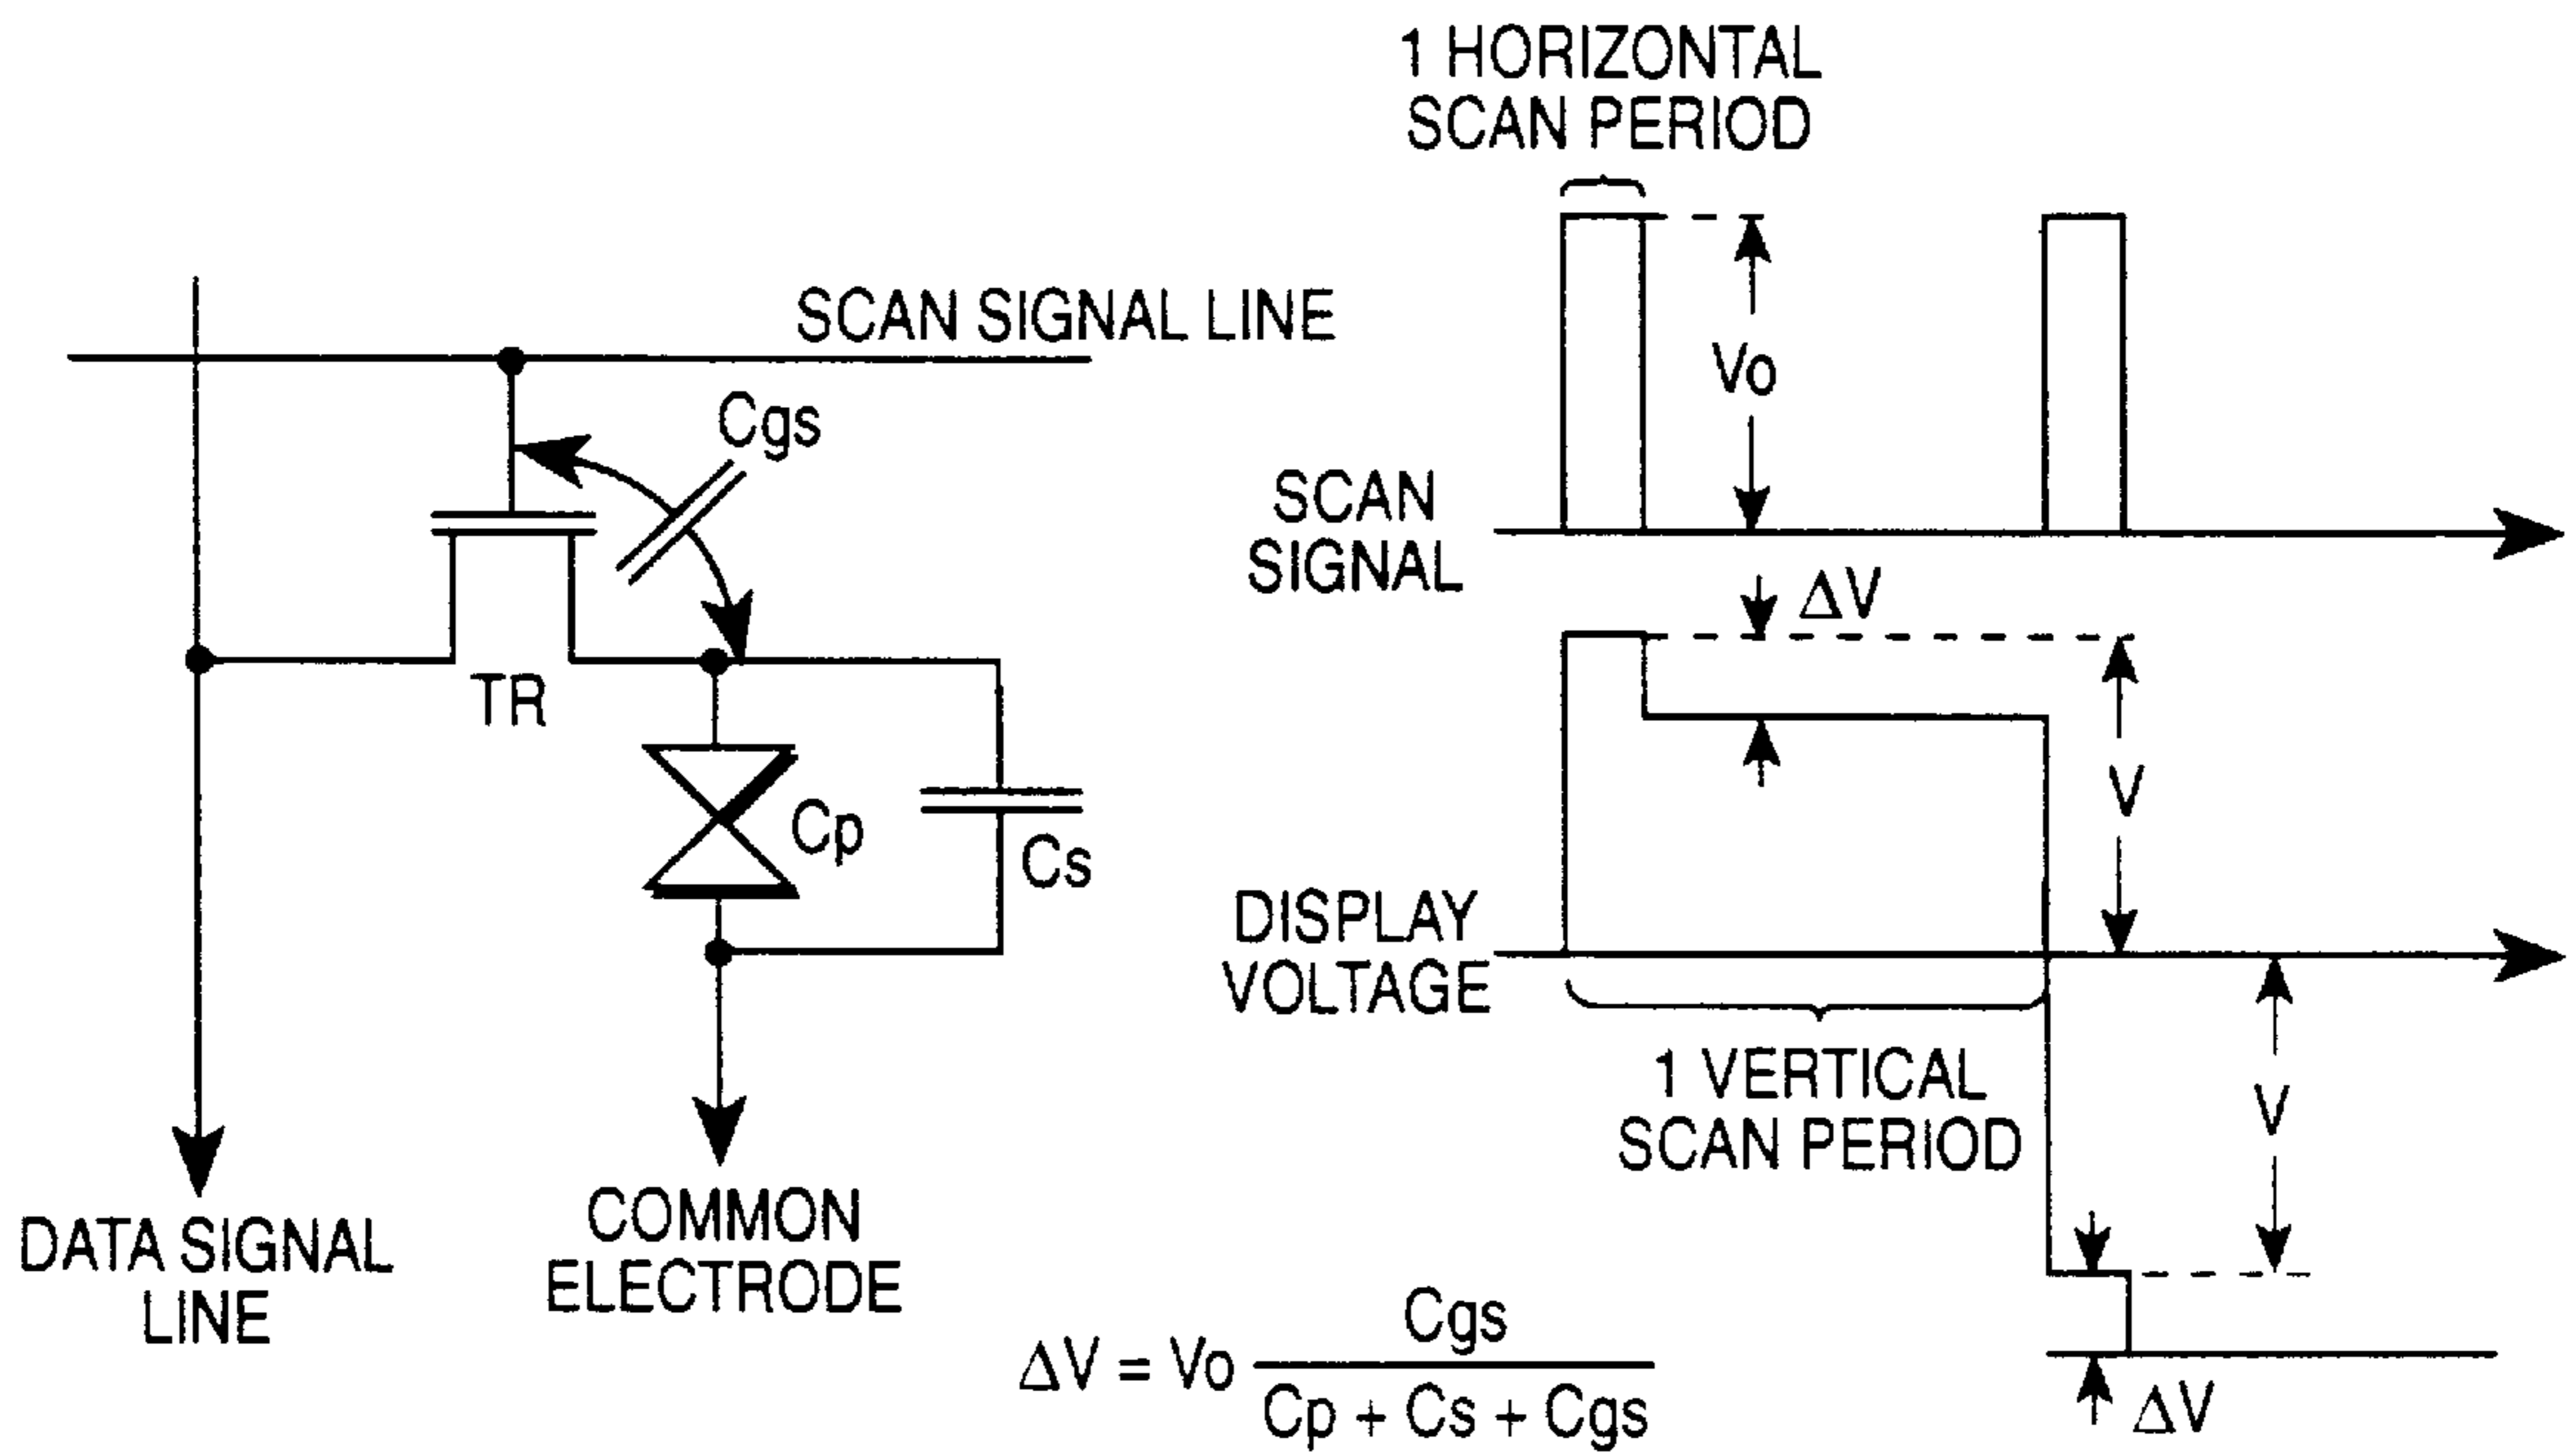 1 HORIZONTAL
SCAN PERIOD
SCAN SIGNAL LINE
Cgs
Vo
SCAN
SIGNAL
ΔV
TR
Cp
Cs
V
DISPLAY
VOLTAGE
1 VERTICAL
SCAN PERIOD
V
DATA SIGNAL
LINE
COMMON
ELECTRODE
ΔV = Vo Cgs / Cp + Cs + Cgs
ΔV